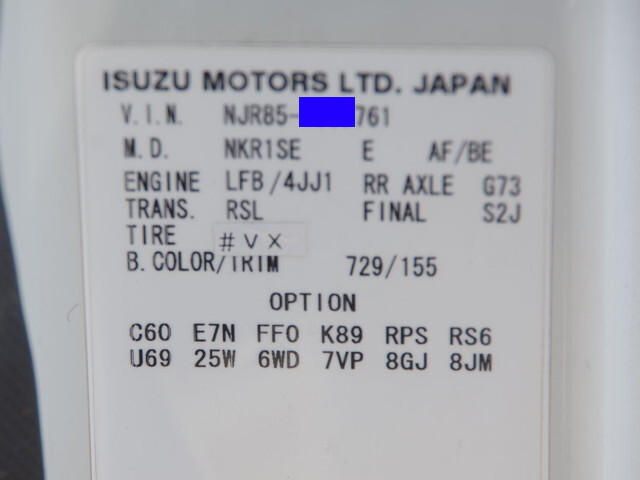 ISUZU MOTORS LTD. JAPAN
V.I.N. NJR85- 761
M.D. NKR1SE E AF/BE
ENGINE LFB/4JJ1 RR AXLE G73
TRANS. RSL FINAL S2J
TIRE #VX
B.COLOR/TRIM 729/155
OPTION
C60 E7N FF0 K89 RPS RS6
U69 25W 6WD 7VP 8GJ 8JM